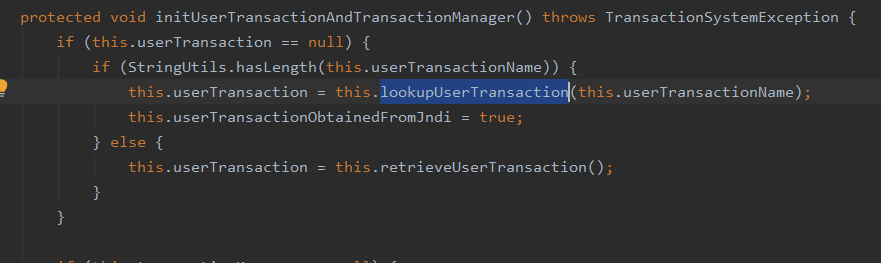 protected void initUserTransactionAndTransactionManager() throws TransactionSystemException {
if (this.userTransaction == null) {
if (StringUtils.hasLength(this.userTransactionName)) {
this.userTransaction = this.lookupUserTransaction(this.userTransactionName);
this.userTransactionObtainedFromJndi = true;
} else {
this.userTransaction = this.retrieveUserTransaction();
}
}